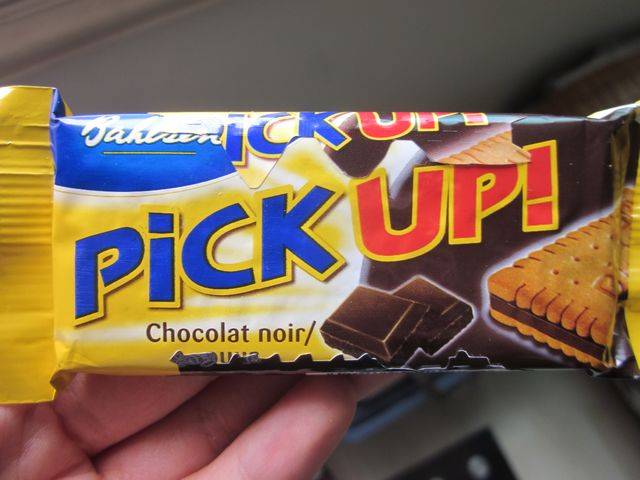 Bahlsen
PiCK UP!
PiCK UP!
Chocolat noir/